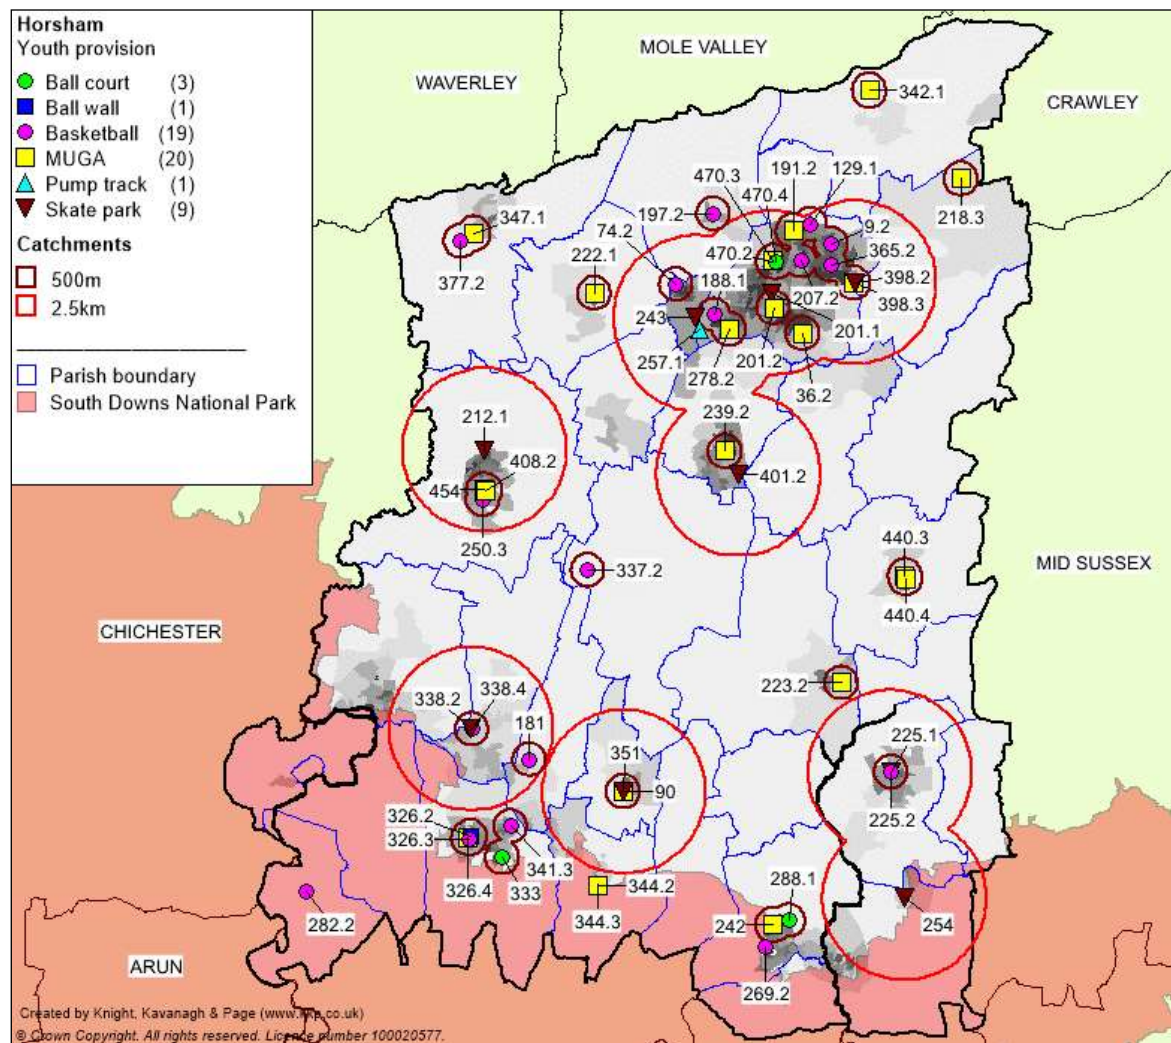 Horsham
Youth provision
Ball court (3)
Ball wall (1)
Basketball (19)
MUGA (20)
Pump track (1)
Skate park (9)
Catchments
500m
2.5km
Parish boundary
South Downs National Park
MOLE VALLEY
WAVERLEY
CRAWLEY
342.1
191.2
129.1
470.3
470.4
218.3
347.1
197.2
9.2
74.2
470.2
365.2
377.2
222.1
188.1
398.2
207.2
398.3
243
201.1
257.1
201.2
278.2
36.2
212.1
239.2
408.2
454
401.2
250.3
440.3
337.2
MID SUSSEX
440.4
CHICHESTER
338.4
338.2
223.2
181
225.1
351
90
225.2
326.2
326.3
341.3
326.4
333
344.2
288.1
282.2
344.3
242
254
ARUN
269.2
Created by Knight, Kavanagh & Page (www.kkp.co.uk)
© Crown Copyright. All rights reserved. Licence number 100020577.